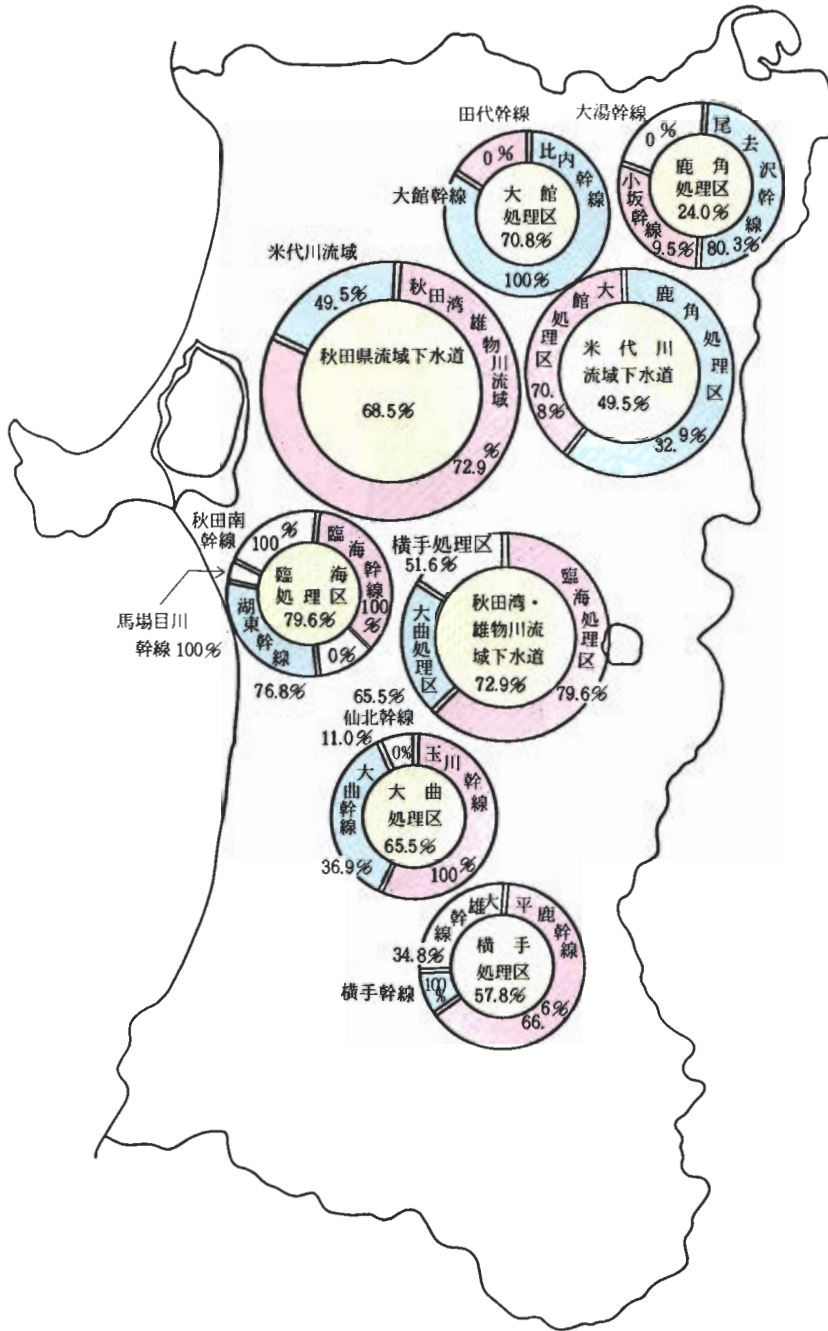 田代幹線
0%
比内幹線
大館幹線
大館
処理区
70.8%
100%
大湯幹線
0%
尾去沢幹線
鹿角
処理区
24.0%
小坂幹線
9.5%
80.3%
米代川流域
49.5%
秋田湾雄物川流域
秋田県流域下水道
68.5%
72.9%
大館処理区
鹿角処理区
米代川
流域下水道
49.5%
70.8%
32.9%
秋田南
幹線
100%
臨海幹線
臨海
処理区
79.6%
100%
馬場目川
幹線100%
湖東幹線
0%
76.8%
横手処理区
51.6%
臨海処理区
秋田湾・
雄物川流
域下水道
72.9%
大曲処理区
79.6%
65.5%
仙北幹線
11.0%
0%
玉川幹線
大曲幹線
大曲
処理区
65.5%
36.9%
100%
大雄幹線
平鹿幹線
横手
処理区
57.8%
34.8%
横手幹線
100%
66.6%